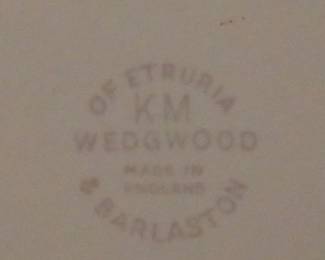 OF ETRURIA
KM
WEDGWOOD
MADE IN
ENGLAND
& BARLASTON